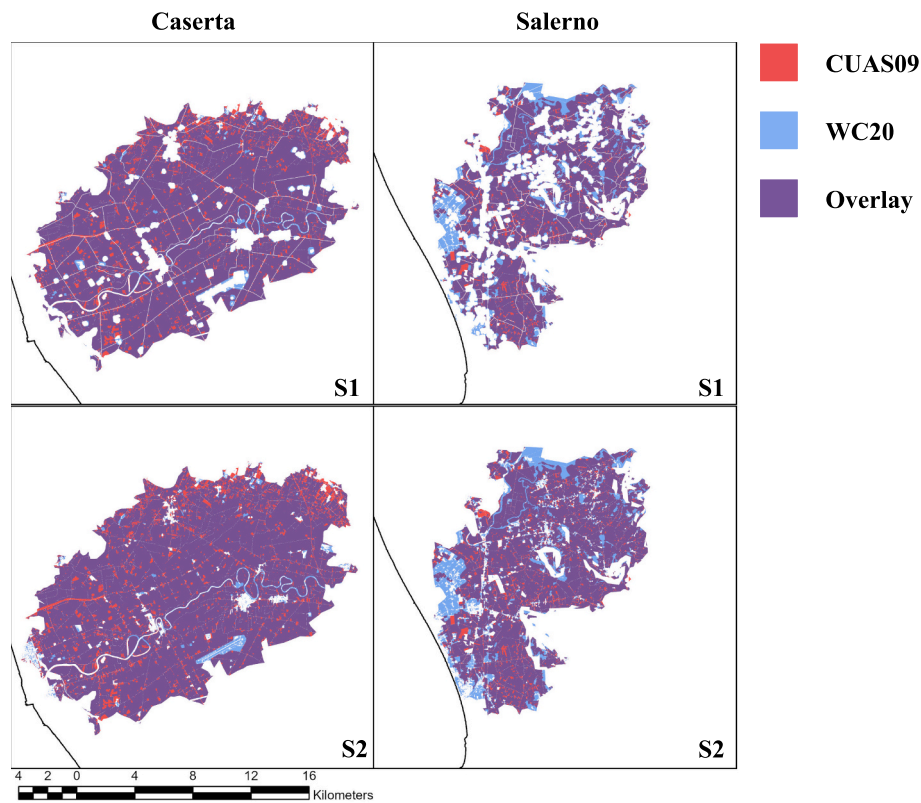 Caserta
Salerno
CUAS09
WC20
Overlay
S1
S1
S2
S2
4 2 0 4 8 12 16
Kilometers